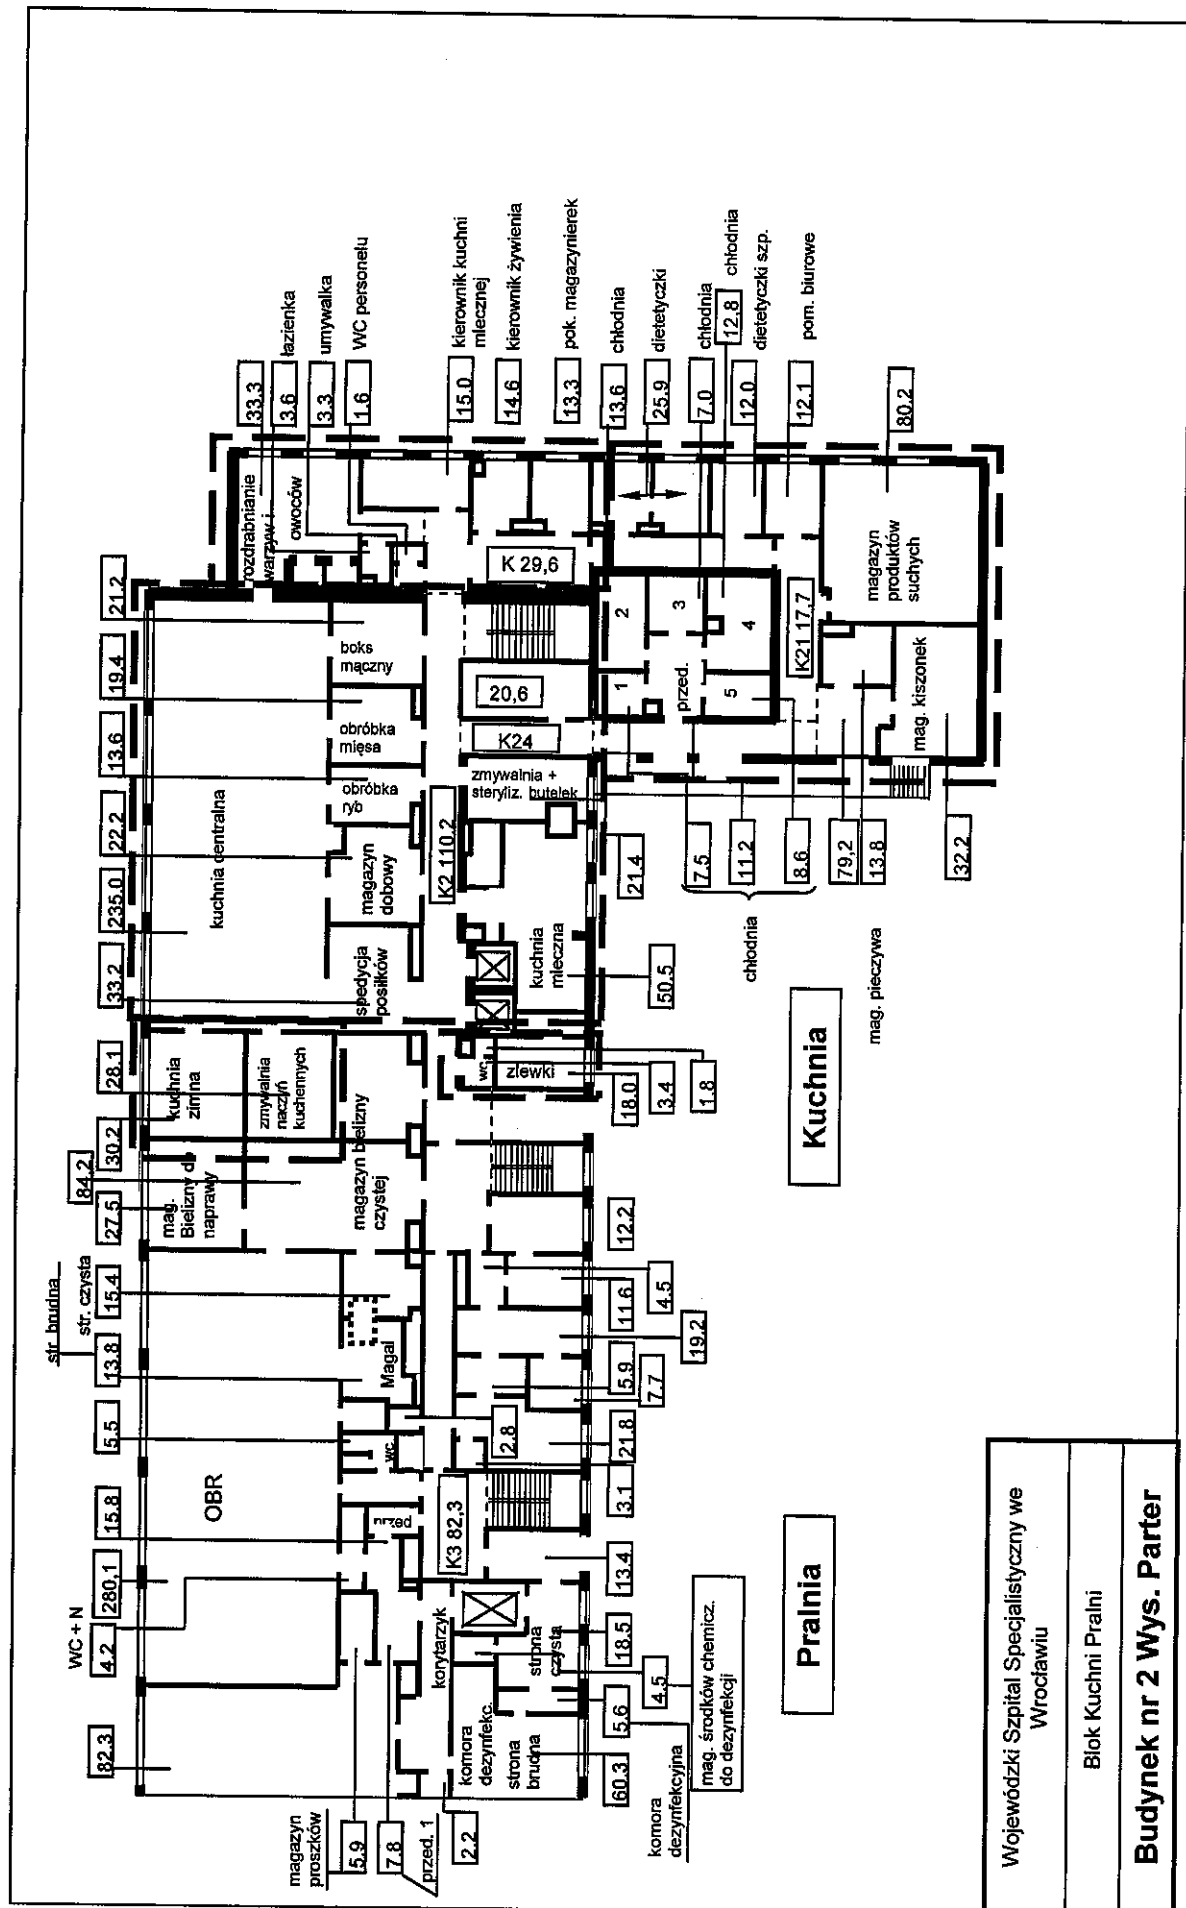 WC + N
4.2
82.3
280,1
15.8
5.5
str. brudna
str. czysta
13.8
15.4
27.5
84.2
30.2
28.1
33.2
235.0
22.2
13.6
19.4
21.2
33.3
3.6
łazienka
3.3
umywalka
1.6
WC personelu
15.0
kierownik kuchni
mlecznej
14.6
kierownik żywienia
13.3
pok. magazynierek
13.6
chłodnia
25.9
dietetyczki
7.0
chłodnia
12,8
chłodnia
12.0
dietetyczki szp.
12.1
pom. biurowe
80.2
OBR
mag.
Bielizny do
naprawy
kuchnia
zimna
zmywalnia
naczyń
kuchennych
magazyn bielizny
czystej
kuchnia centralna
spedycja
posiłków
magazyn
dobowy
obróbka
ryb
obróbka
mięsa
boks
mączny
rozdrabnianie
warzyw i
owoców
przed
wc
Magai
korytarzyk
K3 82,3
K2 110,2
K24
20,6
K 29,6
K21 17,7
komora
dezynfekc.
strona
brudna
strona
czysta
wc
zlewki
kuchnia
mleczna
zmywalnia +
steryliz. butelek
1
2
3
4
5
przed.
magazyn
produktów
suchych
mag. kiszonek
magazyn
proszków
5.9
7.8
przed. 1
2.2
60.3
5.6
komora
dezynfekcyjna
4.5
mag. środków chemicz.
do dezynfekcji
18.5
13.4
3.1
21.8
2.8
7.7
5.9
19.2
11.6
4.5
12.2
18.0
3.4
1.8
50.5
21.4
7.5
11.2
8.6
chłodnia
79,2
13.8
mag. pieczywa
32.2
Pralnia
Kuchnia
Wojewódzki Szpital Specjalistyczny we
Wrocławiu
Blok Kuchni Pralni
Budynek nr 2 Wys. Parter